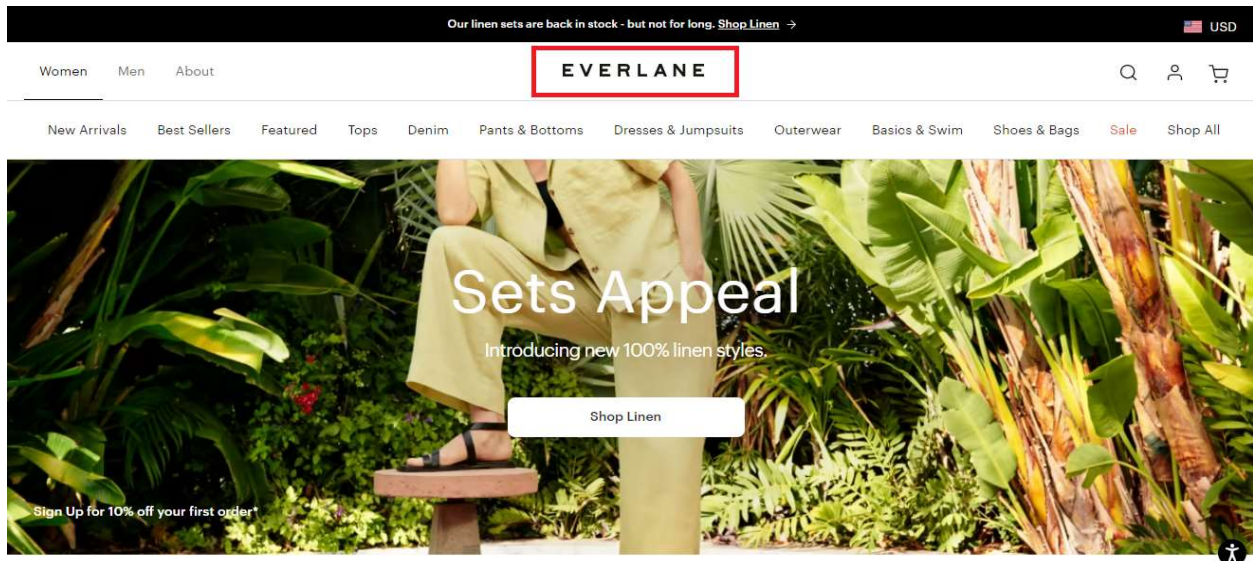 Our linen sets are back in stock - but not for long. Shop Linen →
USD
Women Men About
EVERLANE
New Arrivals Best Sellers Featured Tops Denim Pants & Bottoms Dresses & Jumpsuits Outerwear Basics & Swim Shoes & Bags Sale Shop All
Sets Appeal
Introducing new 100% linen styles.
Shop Linen
Sign Up for 10% off your first order*